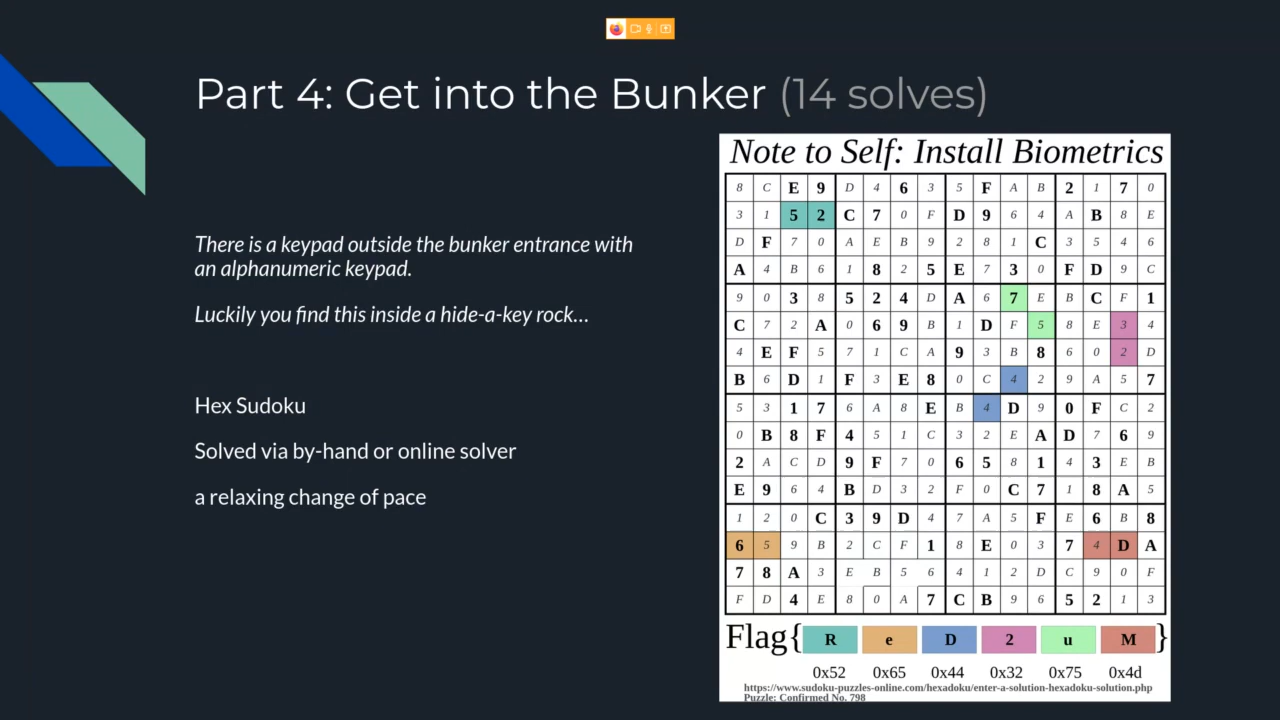 Part 4: Get into the Bunker (14 solves)
There is a keypad outside the bunker entrance with
an alphanumeric keypad.
Luckily you find this inside a hide-a-key rock...
Hex Sudoku
Solved via by-hand or online solver
a relaxing change of pace
Note to Self: Install Biometrics
8 C E 9 D 4 6 3 5 F A B 2 1 7 0
3 1 5 2 C 7 0 F D 9 6 4 A B 8 E
D F 7 0 A E B 9 2 8 1 C 3 5 4 6
A 4 B 6 1 8 2 5 E 7 3 0 F D 9 C
9 0 3 8 5 2 4 D A 6 7 E B C F 1
C 7 2 A 0 6 9 B 1 D F 5 8 E 3 4
4 E F 5 7 1 C A 9 3 B 8 6 0 2 D
B 6 D 1 F 3 E 8 0 C 4 2 9 A 5 7
5 3 1 7 6 A 8 E B 4 D 9 0 F C 2
0 B 8 F 4 5 1 C 3 2 E A D 7 6 9
2 A C D 9 F 7 0 6 5 8 1 4 3 E B
E 9 6 4 B D 3 2 F 0 C 7 1 8 A 5
1 2 0 C 3 9 D 4 7 A 5 F E 6 B 8
6 5 9 B 2 C F 1 8 E 0 3 7 4 D A
7 8 A 3 E B 5 6 4 1 2 D C 9 0 F
F D 4 E 8 0 A 7 C B 9 6 5 2 1 3
Flag{ R e D 2 u M }
0x52 0x65 0x44 0x32 0x75 0x4d
https://www.sudoku-puzzles-online.com/hexadoku/enter-a-solution-hexadoku-solution.php
Puzzle: Confirmed No. 798